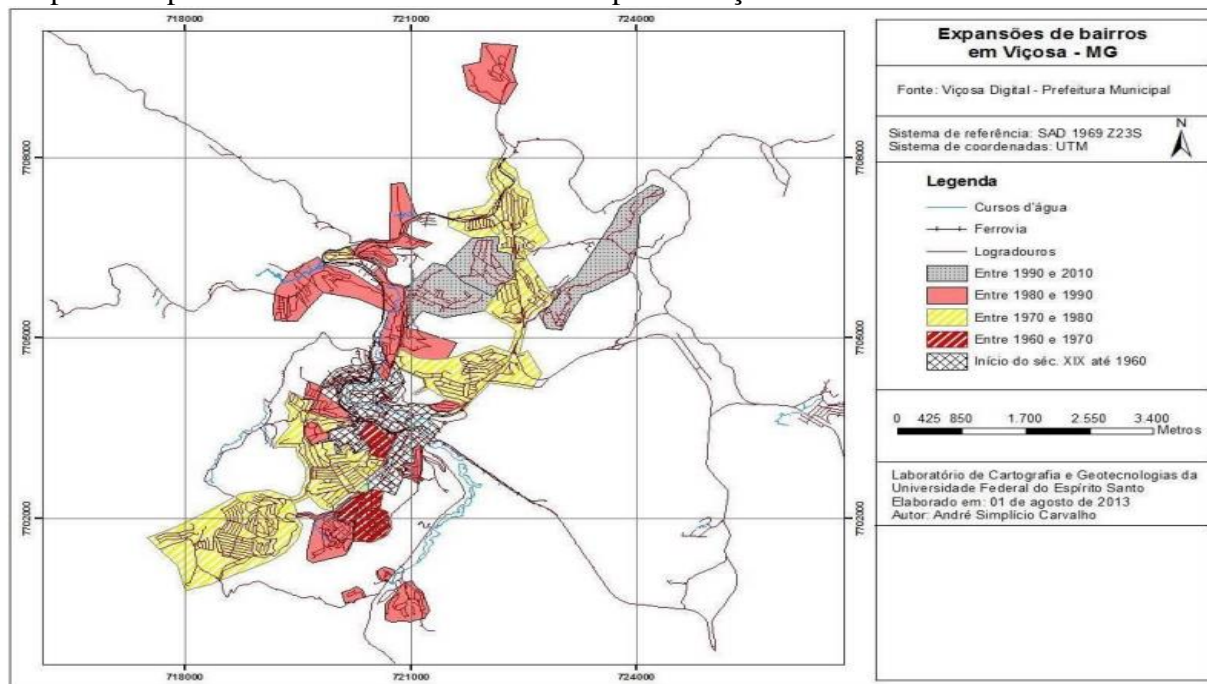 718000 721000 724000
Expansões de bairros
em Viçosa - MG
Fonte: Viçosa Digital - Prefeitura Municipal
Sistema de referência: SAD 1969 Z23S
Sistema de coordenadas: UTM
N
7708000 7708000
Legenda
Cursos d'água
Ferrovia
Logradouros
Entre 1990 e 2010
Entre 1980 e 1990
Entre 1970 e 1980
Entre 1960 e 1970
Início do séc. XIX até 1960
7705000 7705000
0 425 850 1.700 2.550 3.400
Metros
Laboratório de Cartografia e Geotecnologias da
Universidade Federal do Espírito Santo
Elaborado em: 01 de agosto de 2013
Autor: André Simplício Carvalho
7702000 7702000
718000 721000 724000